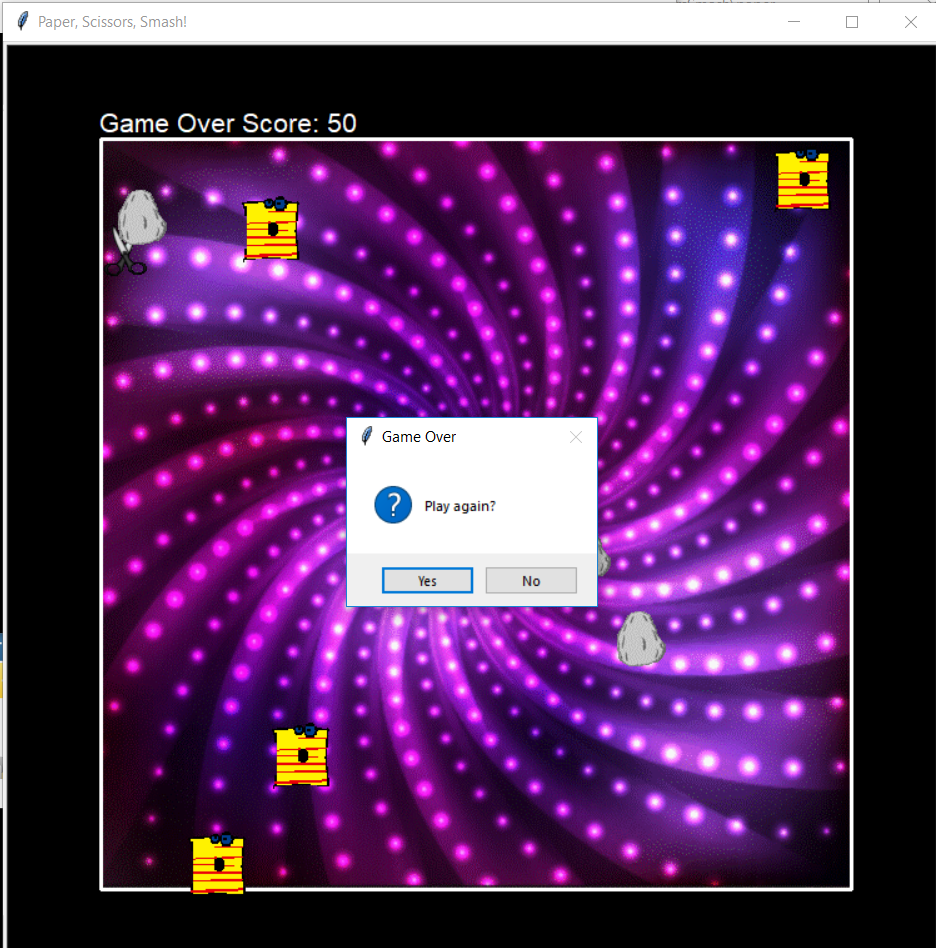 Paper, Scissors, Smash!
Game Over Score: 50
Game Over
Play again?
Yes
No